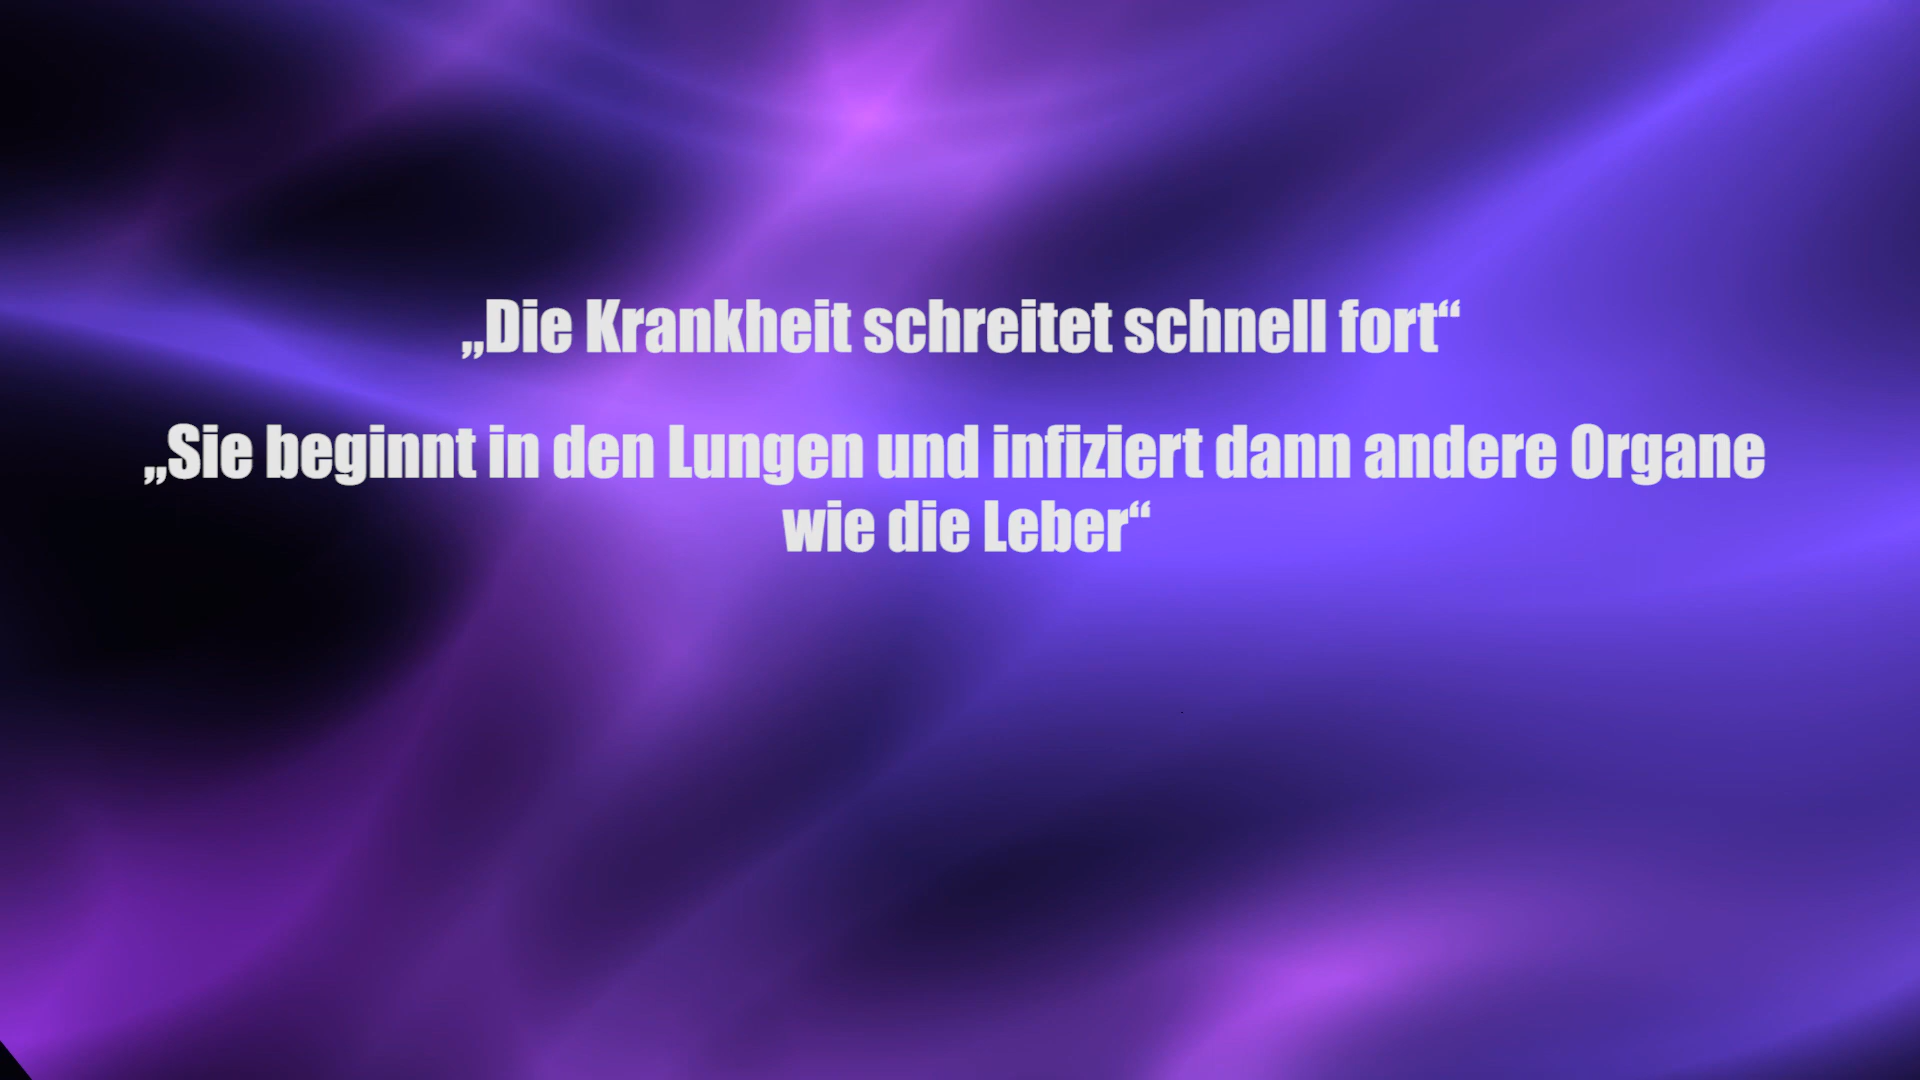 „Die Krankheit schreitet schnell fort“
„Sie beginnt in den Lungen und infiziert dann andere Organe
wie die Leber“